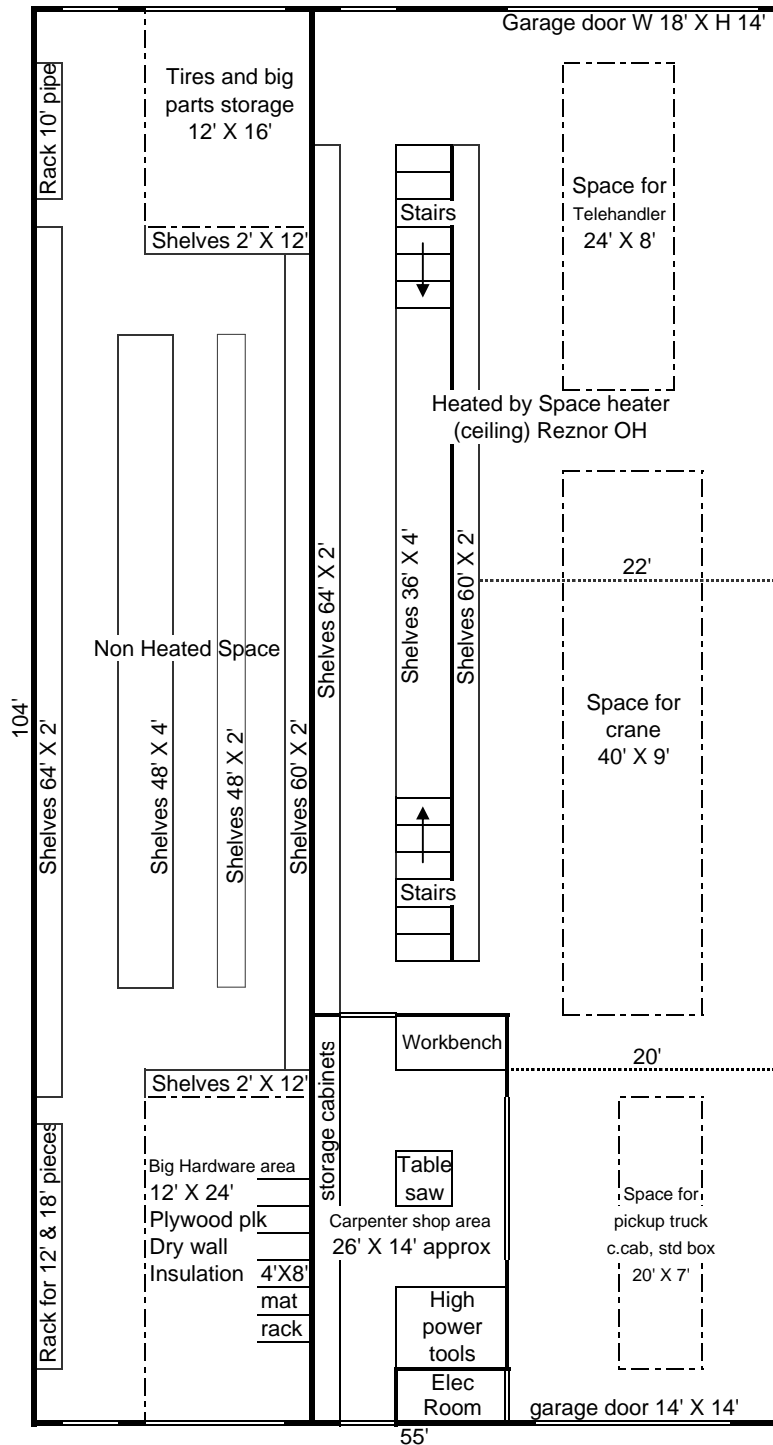 Garage door W 18' X H 14'
Rack 10' pipe
Tires and big
parts storage
12' X 16'
Shelves 2' X 12'
Stairs
Space for
Telehandler
24' X 8'
Heated by Space heater
(ceiling) Reznor OH
Non Heated Space
104'
Shelves 64' X 2'
Shelves 48' X 4'
Shelves 48' X 2'
Shelves 60' X 2'
Shelves 64' X 2'
Shelves 36' X 4'
Shelves 60' X 2'
22'
Space for
crane
40' X 9'
Stairs
Workbench
20'
Shelves 2' X 12'
Rack for 12' & 18' pieces
Big Hardware area
12' X 24'
Plywood plk
Dry wall
Insulation
4'X8'
mat
rack
storage cabinets
Table
saw
Carpenter shop area
26' X 14' approx
High
power
tools
Elec
Room
Space for
pickup truck
c.cab, std box
20' X 7'
garage door 14' X 14'
55'